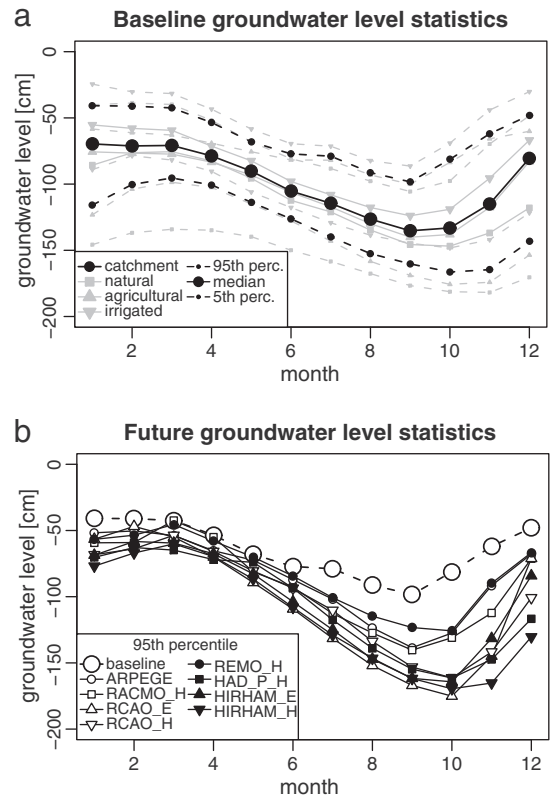 a
Baseline groundwater level statistics
groundwater level [cm]
0
−50
−100
−150
−200
catchment
natural
agricultural
irrigated
95th perc.
median
5th perc.
2 4 6 8 10 12
month
b
Future groundwater level statistics
groundwater level [cm]
0
−50
−100
−150
−200
95th percentile
baseline
ARPEGE
RACMO_H
RCAO_E
RCAO_H
REMO_H
HAD_P_H
HIRHAM_E
HIRHAM_H
2 4 6 8 10 12
month